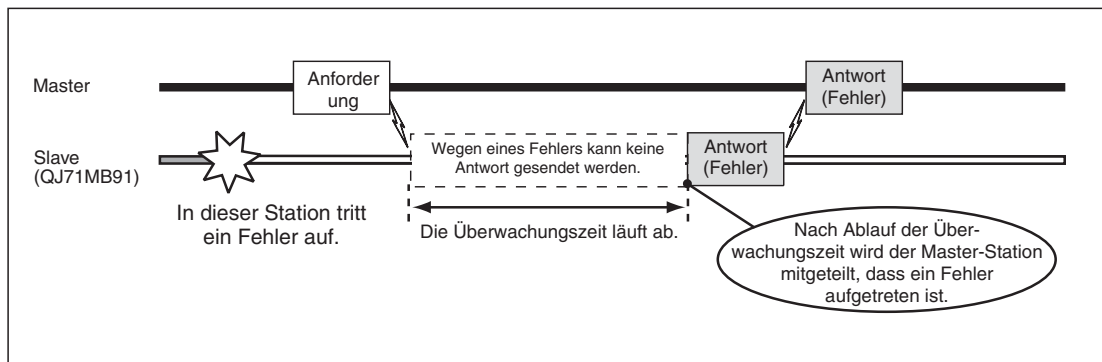 Master
Anforder
ung
Antwort
(Fehler)
Slave
(QJ71MB91)
Wegen eines Fehlers kann keine
Antwort gesendet werden.
Antwort
(Fehler)
In dieser Station tritt
ein Fehler auf.
Die Überwachungszeit läuft ab.
Nach Ablauf der Über-
wachungszeit wird der Master-Station
mitgeteilt, dass ein Fehler
aufgetreten ist.